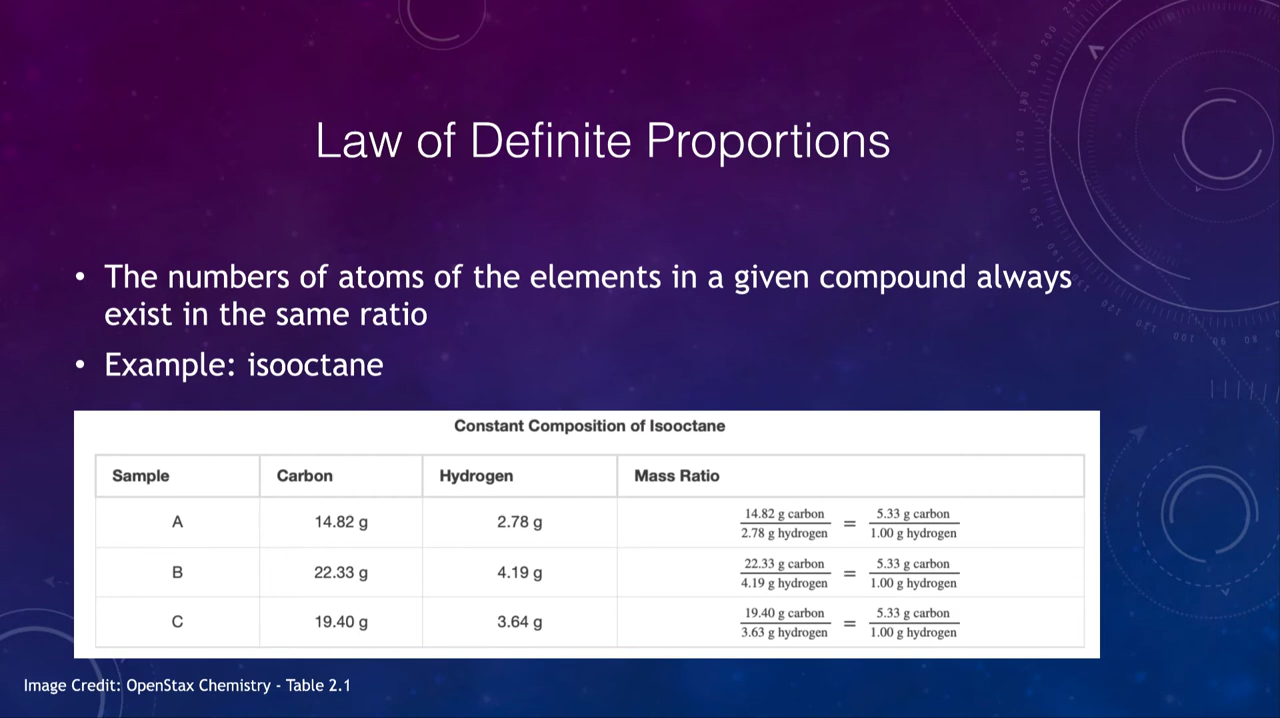 Law of Definite Proportions
• The numbers of atoms of the elements in a given compound always
exist in the same ratio
• Example: isooctane
Constant Composition of Isooctane
Sample Carbon Hydrogen Mass Ratio
A 14.82 g 2.78 g 14.82 g carbon / 2.78 g hydrogen = 5.33 g carbon / 1.00 g hydrogen
B 22.33 g 4.19 g 22.33 g carbon / 4.19 g hydrogen = 5.33 g carbon / 1.00 g hydrogen
C 19.40 g 3.64 g 19.40 g carbon / 3.63 g hydrogen = 5.33 g carbon / 1.00 g hydrogen
Image Credit: OpenStax Chemistry - Table 2.1